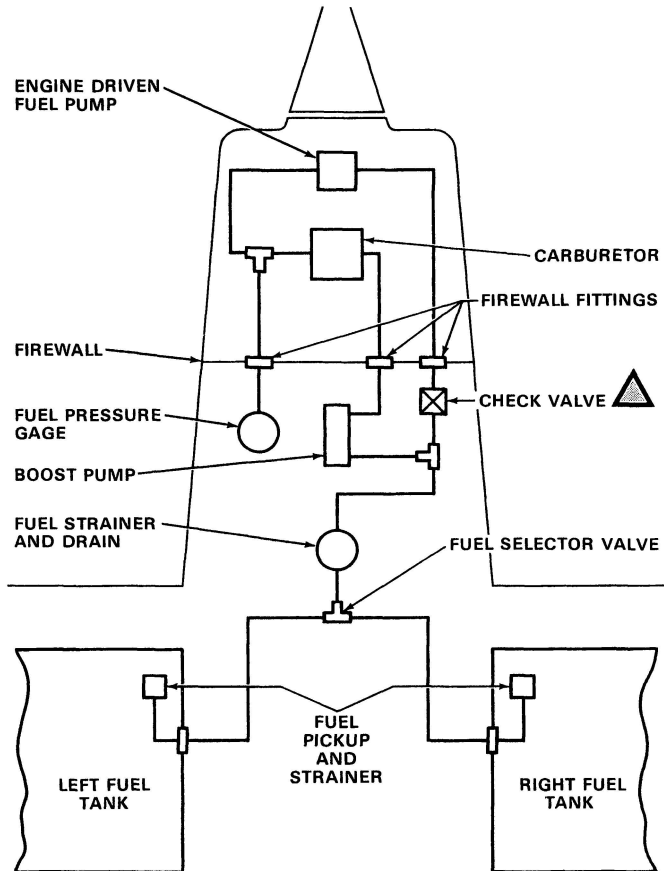 ENGINE DRIVEN
FUEL PUMP
CARBURETOR
FIREWALL FITTINGS
FIREWALL
CHECK VALVE
FUEL PRESSURE
GAGE
BOOST PUMP
FUEL STRAINER
AND DRAIN
FUEL SELECTOR VALVE
FUEL
PICKUP
AND
STRAINER
LEFT FUEL
TANK
RIGHT FUEL
TANK